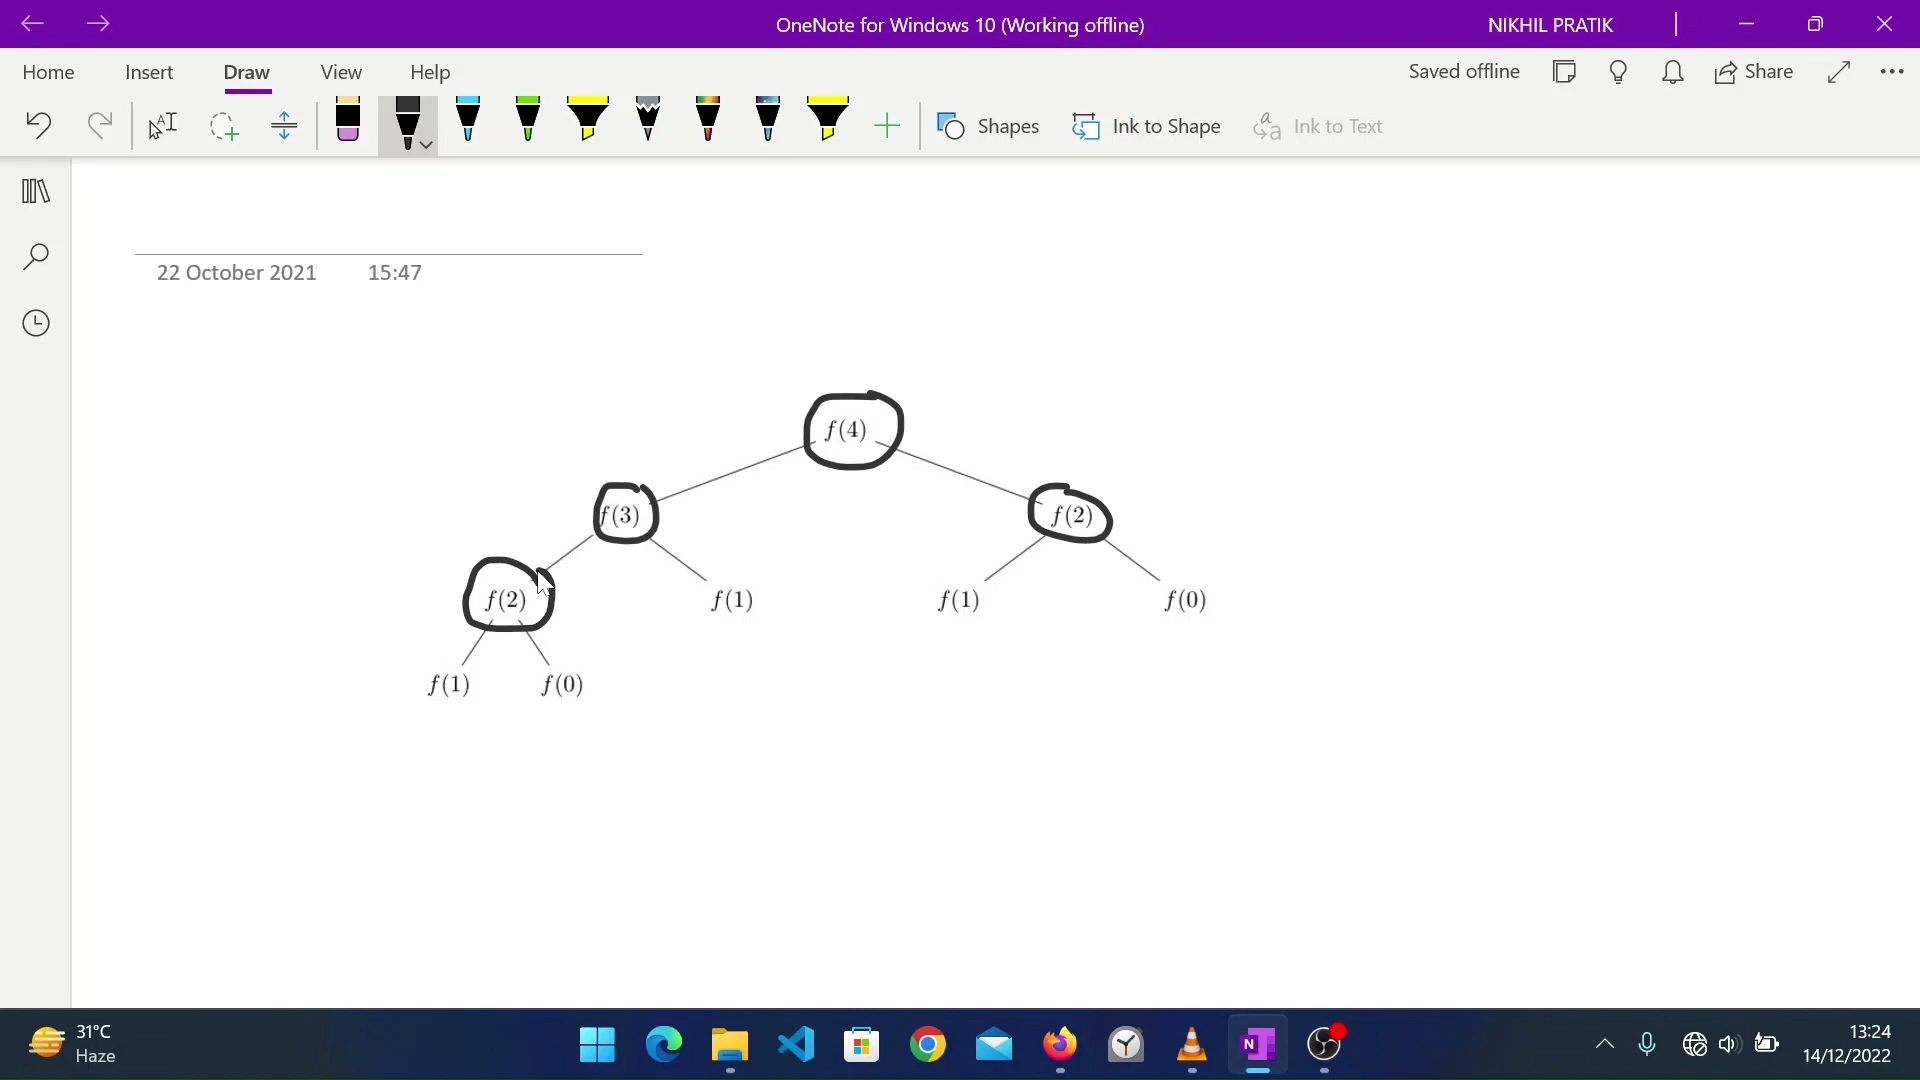 OneNote for Windows 10 (Working offline)
NIKHIL PRATIK
Home Insert Draw View Help
Saved offline Share
Shapes Ink to Shape Ink to Text
22 October 2021 15:47
f(4)
f(3) f(2)
f(2) f(1) f(1) f(0)
f(1) f(0)
31°C
Haze
13:24
14/12/2022